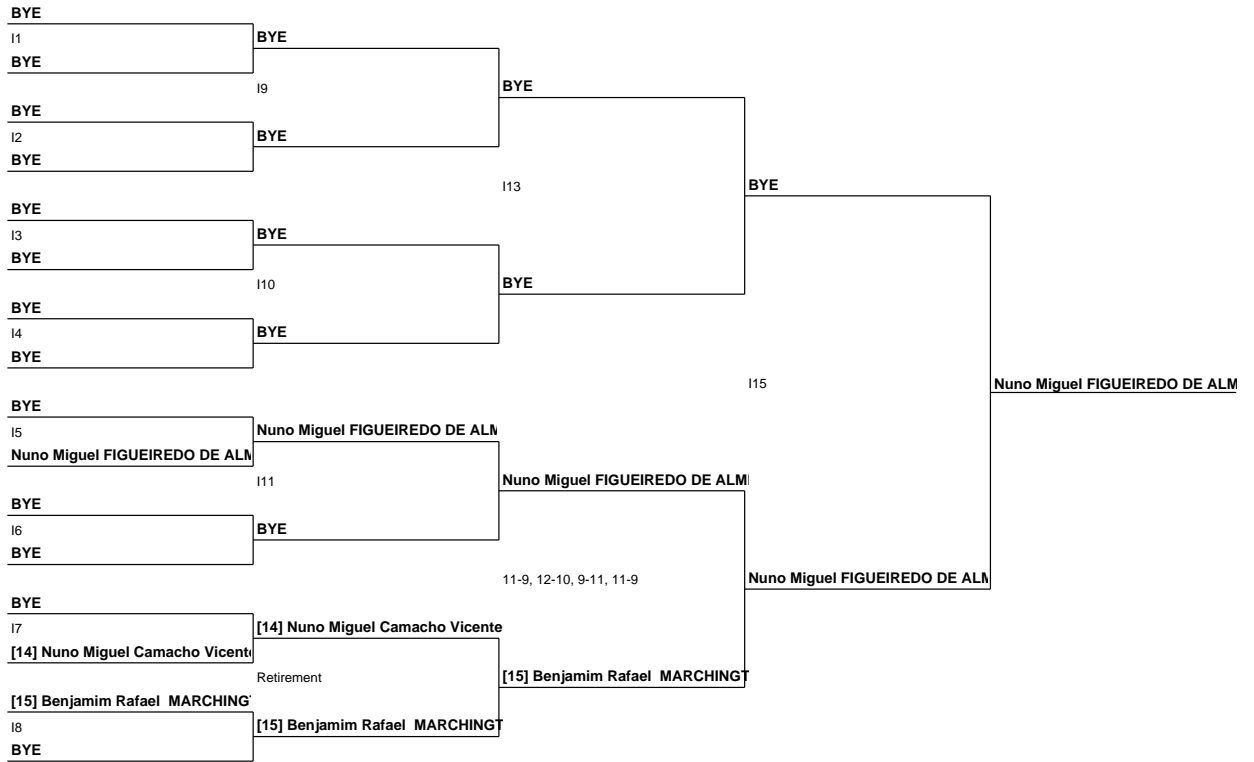 BYE
I1
BYE
BYE
I9
BYE
BYE
I2
BYE
BYE
I13
BYE
BYE
I3
BYE
BYE
I10
BYE
BYE
I4
BYE
BYE
I15
Nuno Miguel FIGUEIREDO DE ALM
BYE
I5
Nuno Miguel FIGUEIREDO DE ALM
Nuno Miguel FIGUEIREDO DE ALM
I11
Nuno Miguel FIGUEIREDO DE ALM
BYE
I6
BYE
BYE
11-9, 12-10, 9-11, 11-9
Nuno Miguel FIGUEIREDO DE ALM
BYE
I7
[14] Nuno Miguel Camacho Vicente
[14] Nuno Miguel Camacho Vicente
Retirement
[15] Benjamim Rafael MARCHINGT
[15] Benjamim Rafael MARCHING
I8
[15] Benjamim Rafael MARCHINGT
BYE